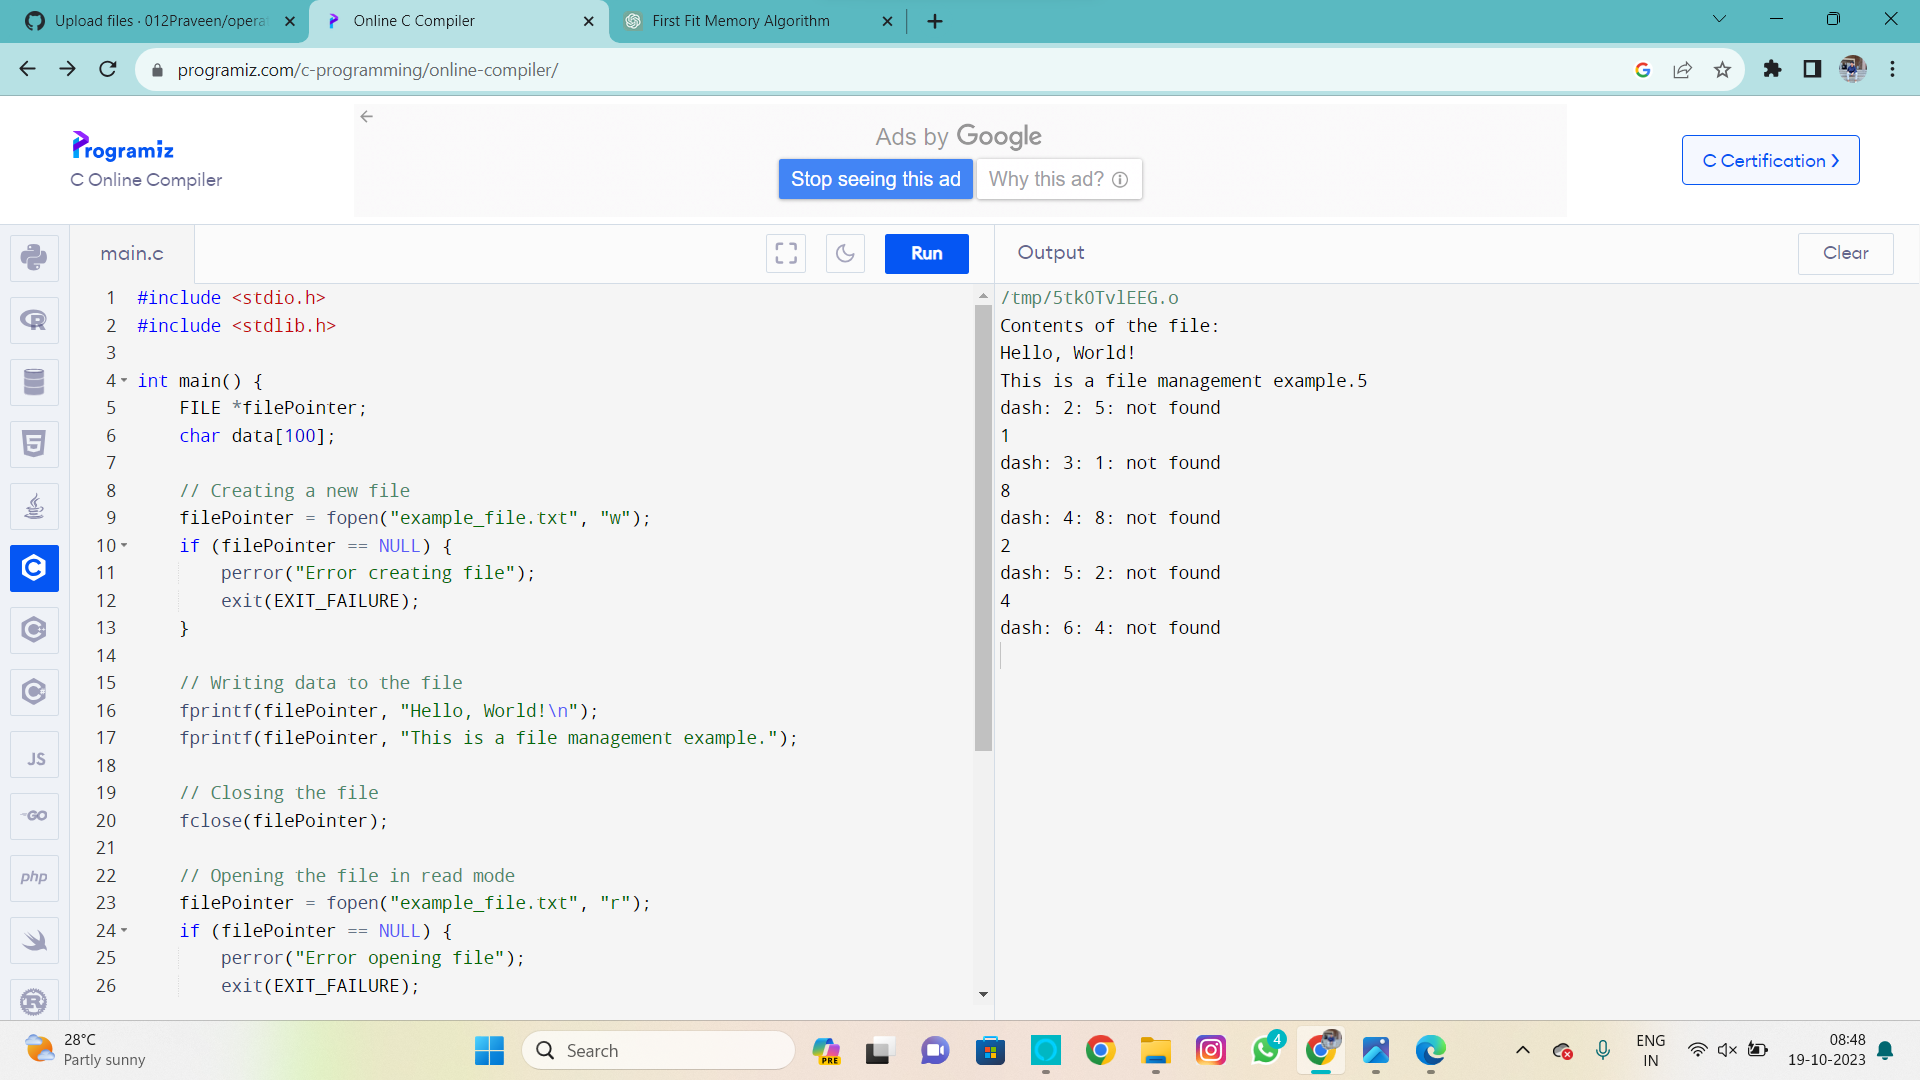 Upload files · 012Praveen/opera
Online C Compiler
First Fit Memory Algorithm
programiz.com/c-programming/online-compiler/
Programiz
C Online Compiler
Ads by Google
Stop seeing this ad
Why this ad?
C Certification >
main.c
Run
Output
Clear
1 #include <stdio.h>
2 #include <stdlib.h>
3
4 int main() {
5 FILE *filePointer;
6 char data[100];
7
8 // Creating a new file
9 filePointer = fopen("example_file.txt", "w");
10 if (filePointer == NULL) {
11 perror("Error creating file");
12 exit(EXIT_FAILURE);
13 }
14
15 // Writing data to the file
16 fprintf(filePointer, "Hello, World!\n");
17 fprintf(filePointer, "This is a file management example.");
18
19 // Closing the file
20 fclose(filePointer);
21
22 // Opening the file in read mode
23 filePointer = fopen("example_file.txt", "r");
24 if (filePointer == NULL) {
25 perror("Error opening file");
26 exit(EXIT_FAILURE);
/tmp/5tkOTvlEEG.o
Contents of the file:
Hello, World!
This is a file management example.5
dash: 2: 5: not found
1
dash: 3: 1: not found
8
dash: 4: 8: not found
2
dash: 5: 2: not found
4
dash: 6: 4: not found
JS
GO
php
28°C
Partly sunny
Search
PRE
4
ENG
IN
08:48
19-10-2023